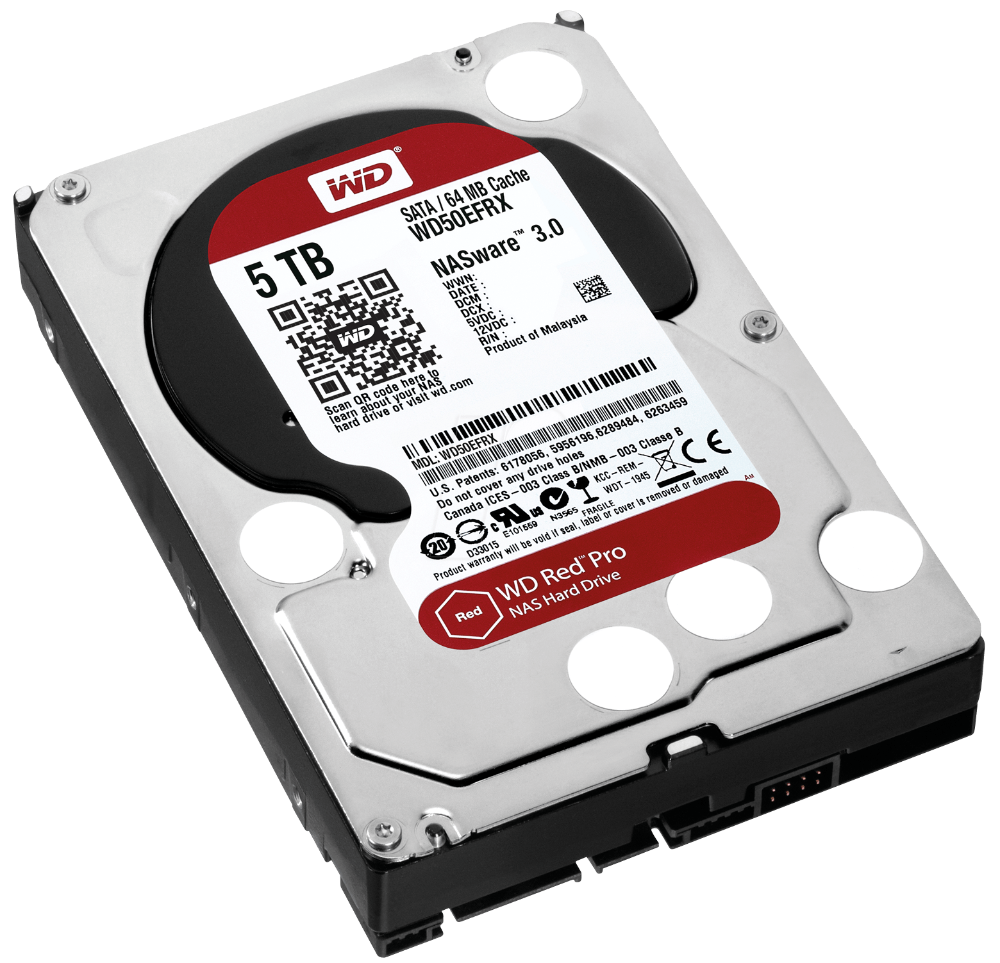 WD®
SATA / 64 MB Cache
WD50EFRX
5 TB
NASware™ 3.0
WWN:
DATE :
DCM :
DCX :
5VDC :
12VDC :
R/N :
Product of Malaysia
WD
Scan QR code here to
learn about your NAS
hard drive or visit wd.com
MDL: WD50EFRX
U.S. Patents: 6178056, 5956196,6289484, 6263459
Do not cover any drive holes
Canada ICES-003 Class B/NMB-003 Classe B
KCC-REM-
WDT-1945
CE
20
D33015
E101559
N3565
FRAGILE
Product warranty will be void if seal, label or cover is removed or damaged
AM
Red
WD Red™ Pro
NAS Hard Drive